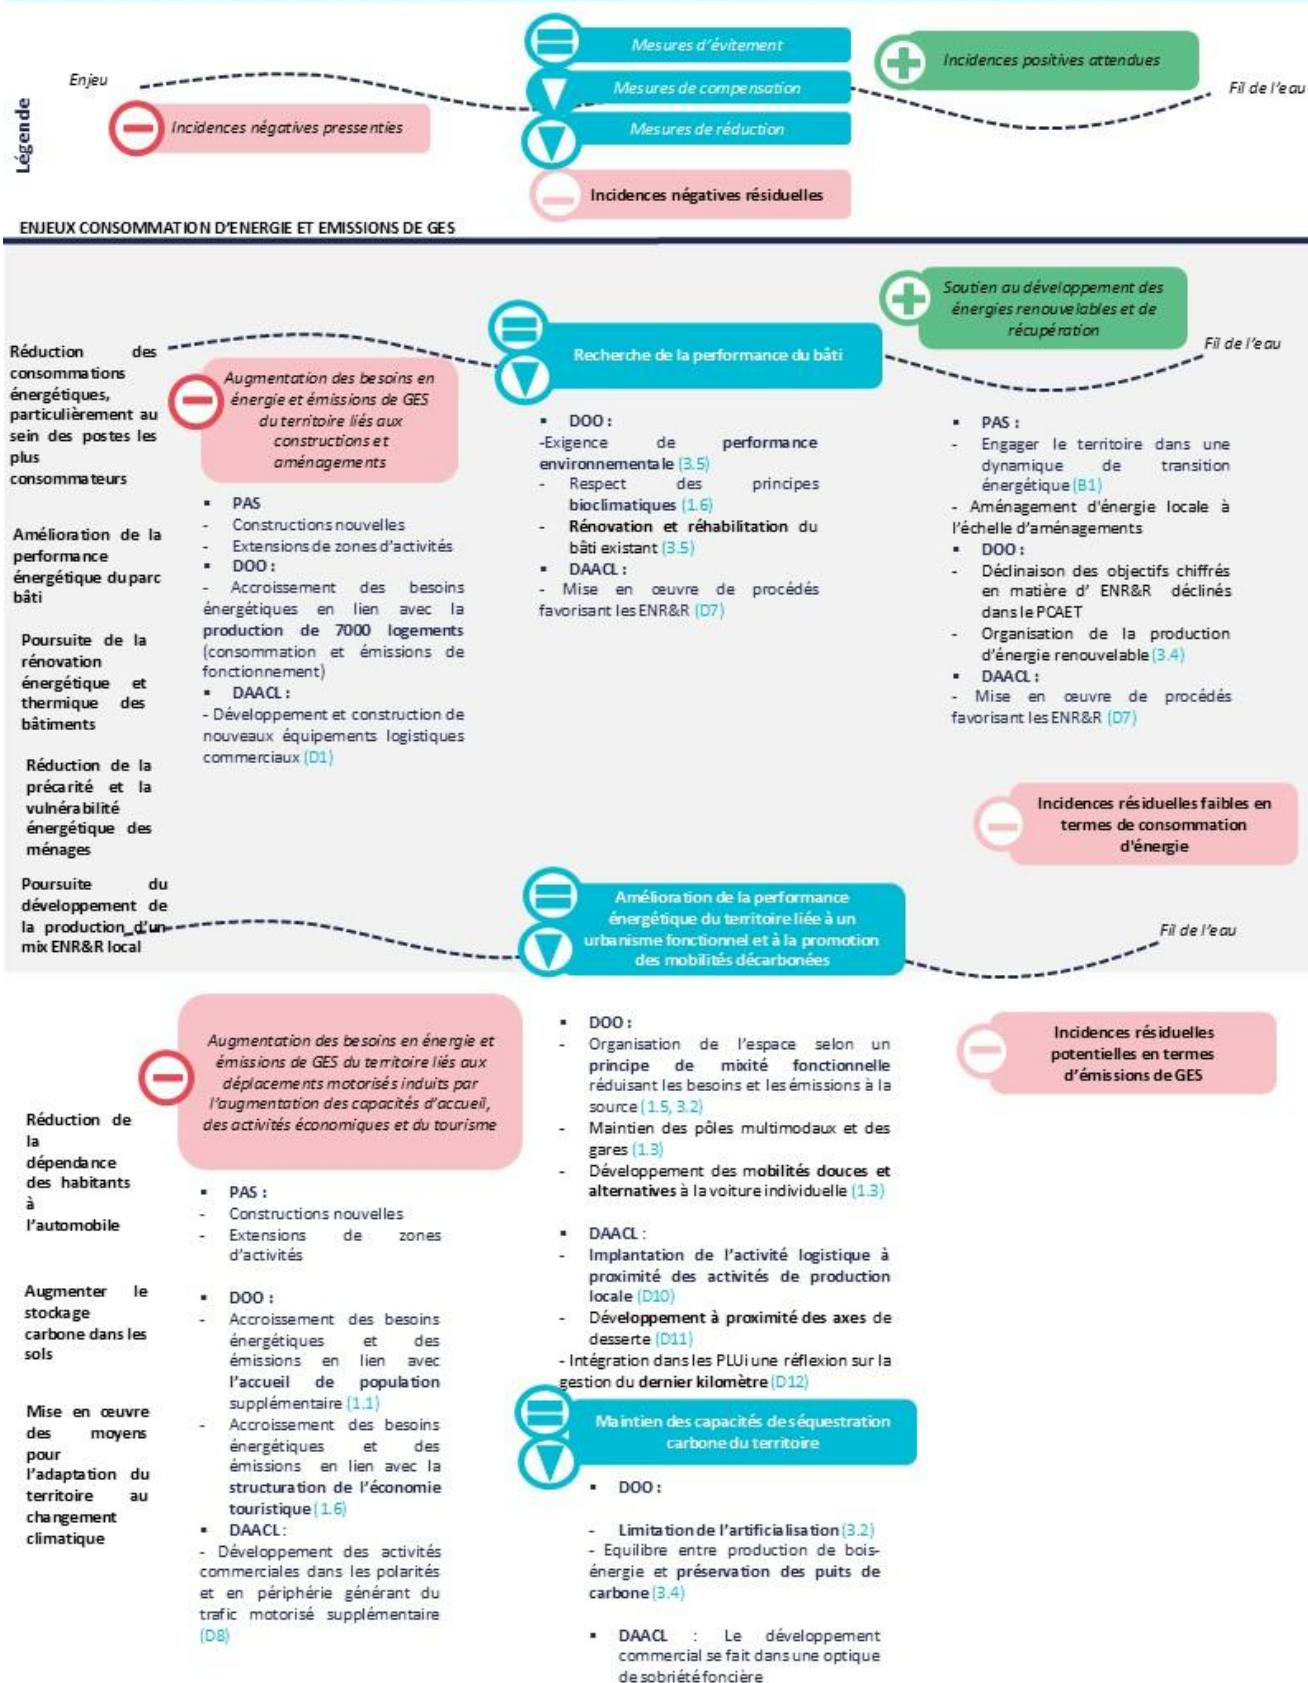 Légende
Enjeu
Incidences négatives pressenties
Mesures d'évitement
Mesures de compensation
Mesures de réduction
Incidences négatives résiduelles
Incidences positives attendues
Fil de l'eau
ENJEUX CONSOMMATION D'ENERGIE ET EMISSIONS DE GES
Réduction des
consommations
énergétiques,
particulièrement au
sein des postes les
plus
consommateurs
Amélioration de la
performance
énergétique du parc
bâti
Poursuite de la
rénovation
énergétique et
thermique des
bâtiments
Réduction de la
précarité et la
vulnérabilité
énergétique des
ménages
Poursuite du
développement de
la production d'un
mix ENR&R local
Augmentation des besoins en
énergie et émissions de GES
du territoire liés aux
constructions et
aménagements
▪ PAS
- Constructions nouvelles
- Extensions de zones d'activités
▪ DOO :
- Accroissement des besoins
énergétiques en lien avec la
production de 7000 logements
(consommation et émissions de
fonctionnement)
▪ DAACL :
- Développement et construction de
nouveaux équipements logistiques
commerciaux (D1)
Recherche de la performance du bâti
▪ DOO :
-Exigence de performance
environnementale (3.5)
- Respect des principes
bioclimatiques (1.6)
- Rénovation et réhabilitation du
bâti existant (3.5)
▪ DAACL :
- Mise en œuvre de procédés
favorisant les ENR&R (D7)
Soutien au développement des
énergies renouvelables et de
récupération
Fil de l'eau
▪ PAS :
- Engager le territoire dans une
dynamique de transition
énergétique (B1)
- Aménagement d'énergie locale à
l'échelle d'aménagements
▪ DOO :
- Déclinaison des objectifs chiffrés
en matière d' ENR&R déclinés
dans le PCAET
- Organisation de la production
d'énergie renouvelable (3.4)
▪ DAACL :
- Mise en œuvre de procédés
favorisant les ENR&R (D7)
Incidences résiduelles faibles en
termes de consommation
d'énergie
Amélioration de la performance
énergétique du territoire liée à un
urbanisme fonctionnel et à la promotion
des mobilités décarbonées
Fil de l'eau
Réduction de
la
dépendance
des habitants
à
l'automobile
Augmenter le
stockage
carbone dans les
sols
Mise en œuvre
des moyens
pour
l'adaptation du
territoire au
changement
climatique
Augmentation des besoins en énergie et
émissions de GES du territoire liés aux
déplacements motorisés induits par
l'augmentation des capacités d'accueil,
des activités économiques et du tourisme
▪ PAS :
- Constructions nouvelles
- Extensions de zones
d'activités
▪ DOO :
- Accroissement des besoins
énergétiques et des
émissions en lien avec
l'accueil de population
supplémentaire (1.1)
- Accroissement des besoins
énergétiques et des
émissions en lien avec la
structuration de l'économie
touristique (1.6)
▪ DAACL :
- Développement des activités
commerciales dans les polarités
et en périphérie générant du
trafic motorisé supplémentaire
(D8)
▪ DOO :
- Organisation de l'espace selon un
principe de mixité fonctionnelle
réduisant les besoins et les émissions à la
source (1.5, 3.2)
- Maintien des pôles multimodaux et des
gares (1.3)
- Développement des mobilités douces et
alternatives à la voiture individuelle (1.3)
▪ DAACL :
- Implantation de l'activité logistique à
proximité des activités de production
locale (D10)
- Développement à proximité des axes de
desserte (D11)
- Intégration dans les PLUi une réflexion sur la
gestion du dernier kilomètre (D12)
Maintien des capacités de séquestration
carbone du territoire
▪ DOO :
- Limitation de l'artificialisation (3.2)
- Equilibre entre production de bois-
énergie et préservation des puits de
carbone (3.4)
▪ DAACL : Le développement
commercial se fait dans une optique
de sobriété foncière
Incidences résiduelles
potentielles en termes
d'émissions de GES